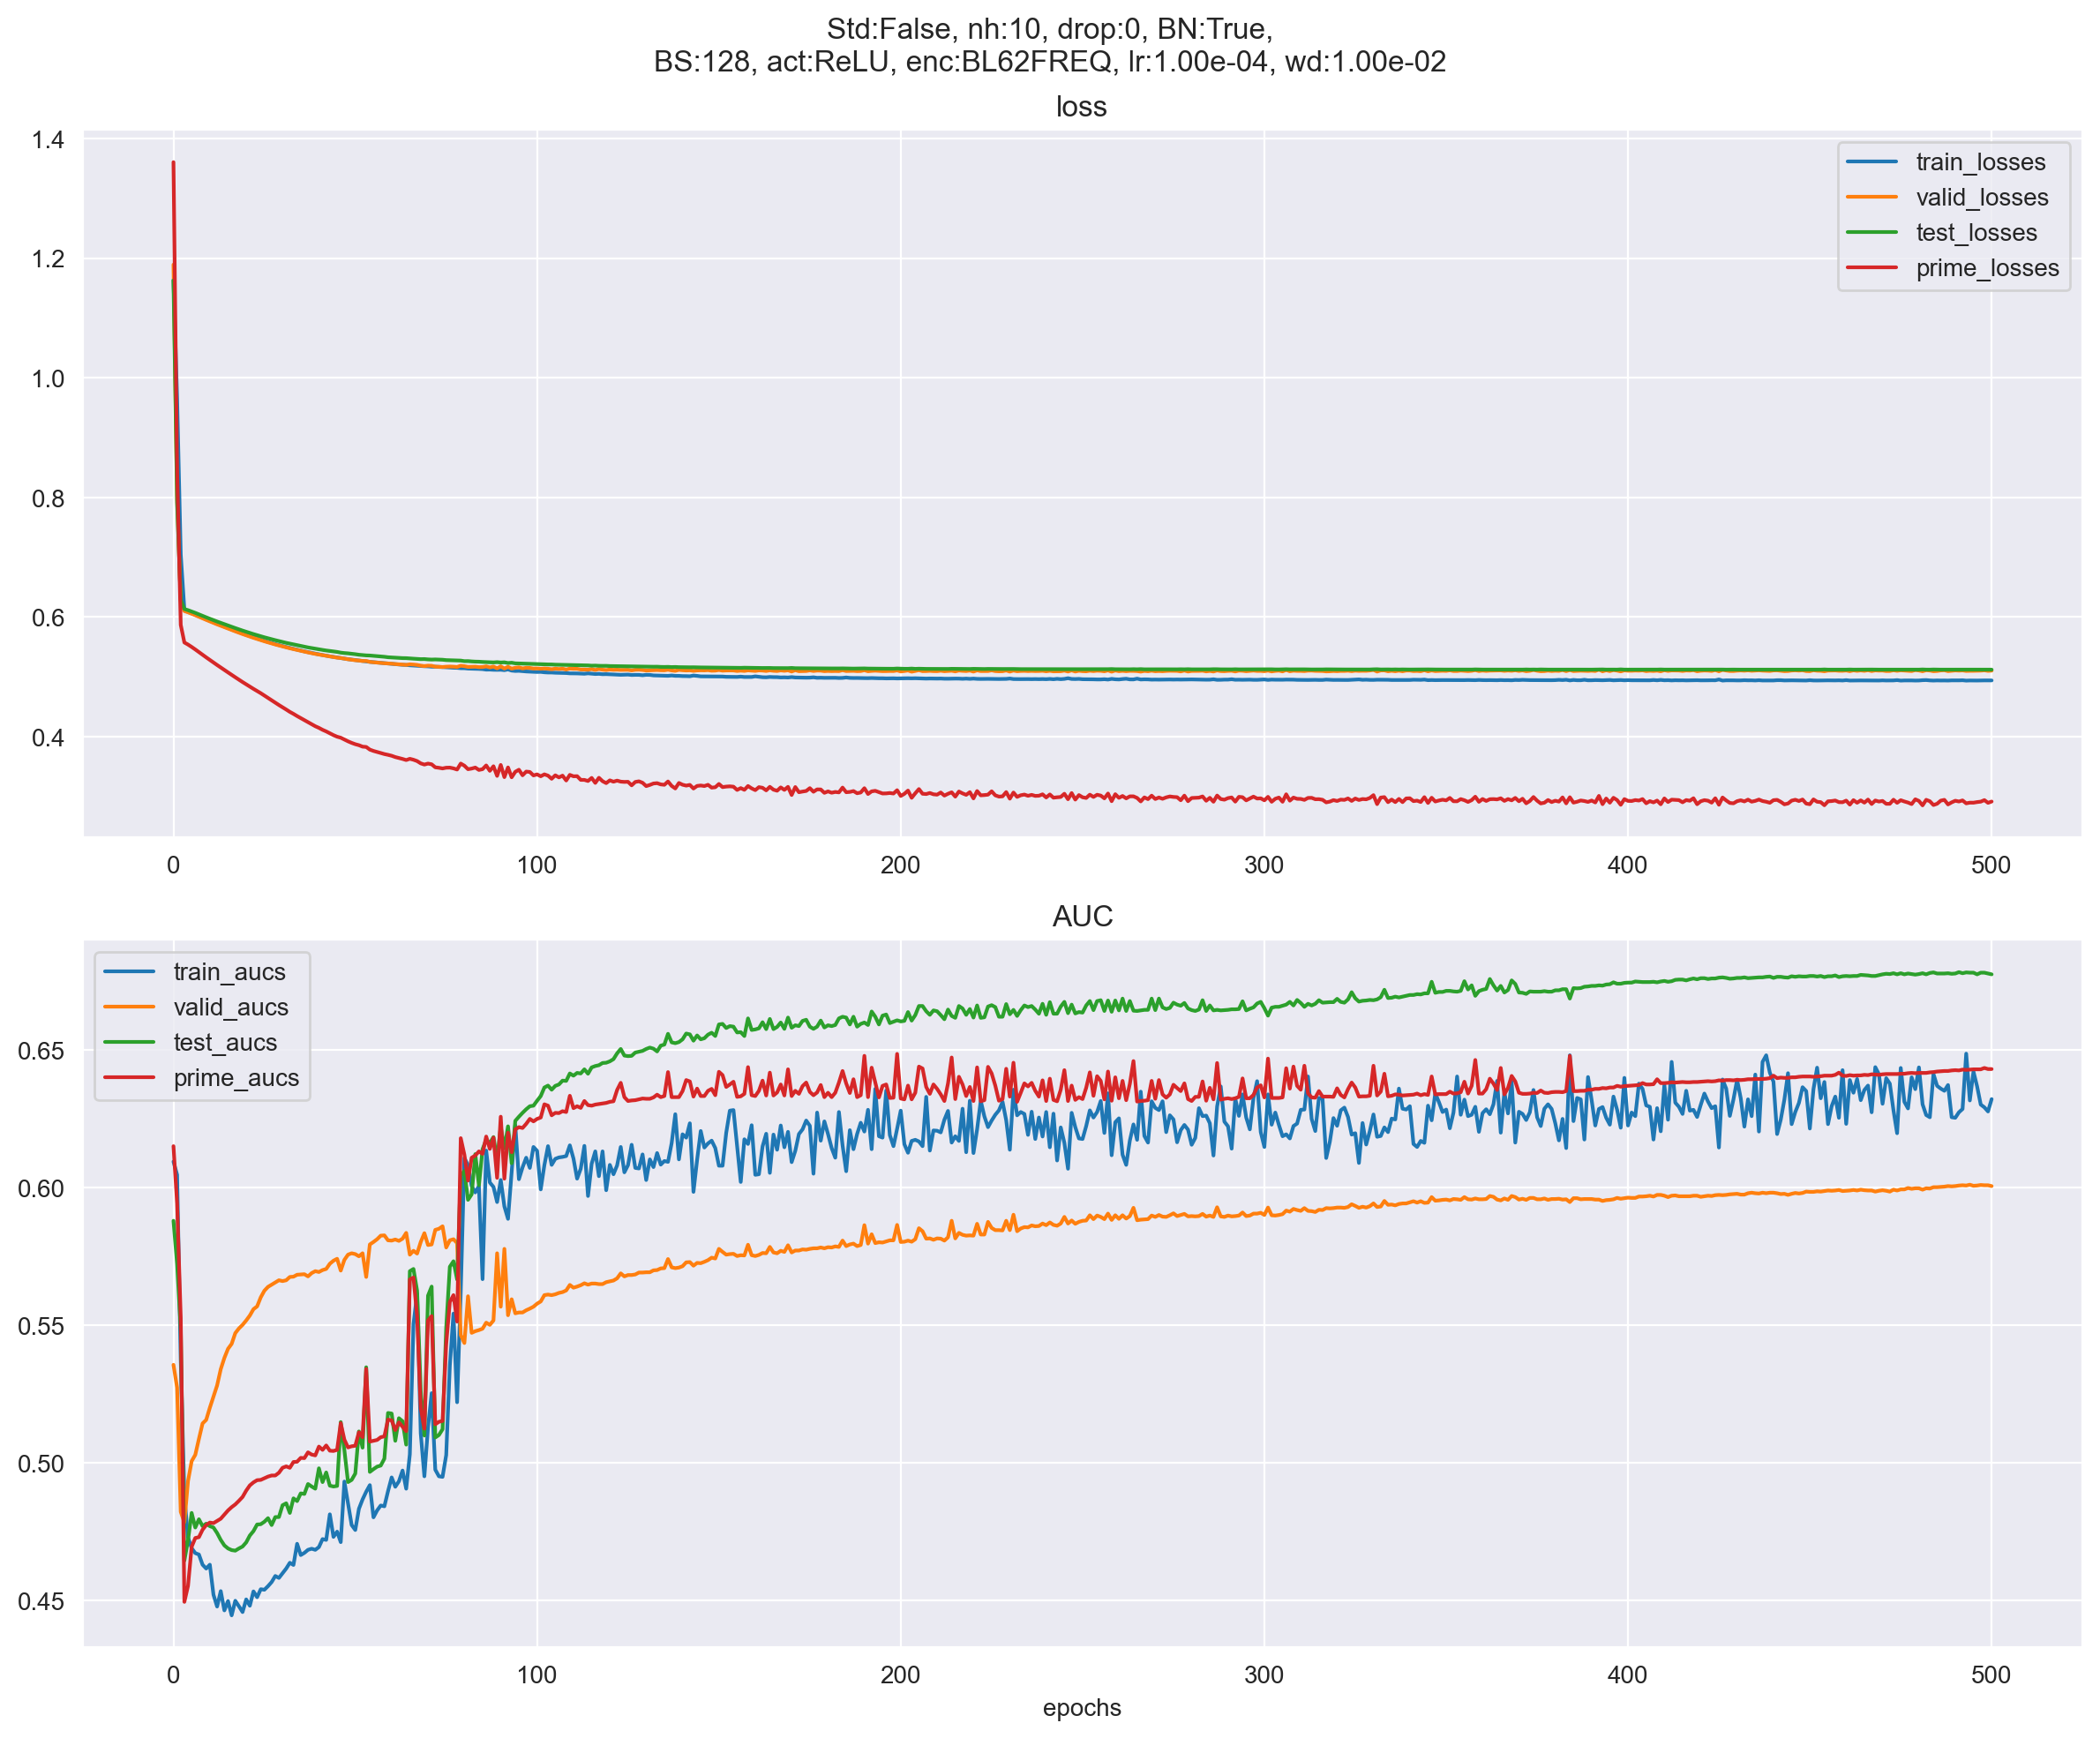 Std:False, nh:10, drop:0, BN:True,
BS:128, act:ReLU, enc:BL62FREQ, lr:1.00e-04, wd:1.00e-02
loss
1.4
1.2
1.0
0.8
0.6
0.4
train_losses
valid_losses
test_losses
prime_losses
0 100 200 300 400 500
AUC
train_aucs
valid_aucs
test_aucs
prime_aucs
0.65
0.60
0.55
0.50
0.45
0 100 200 300 400 500
epochs